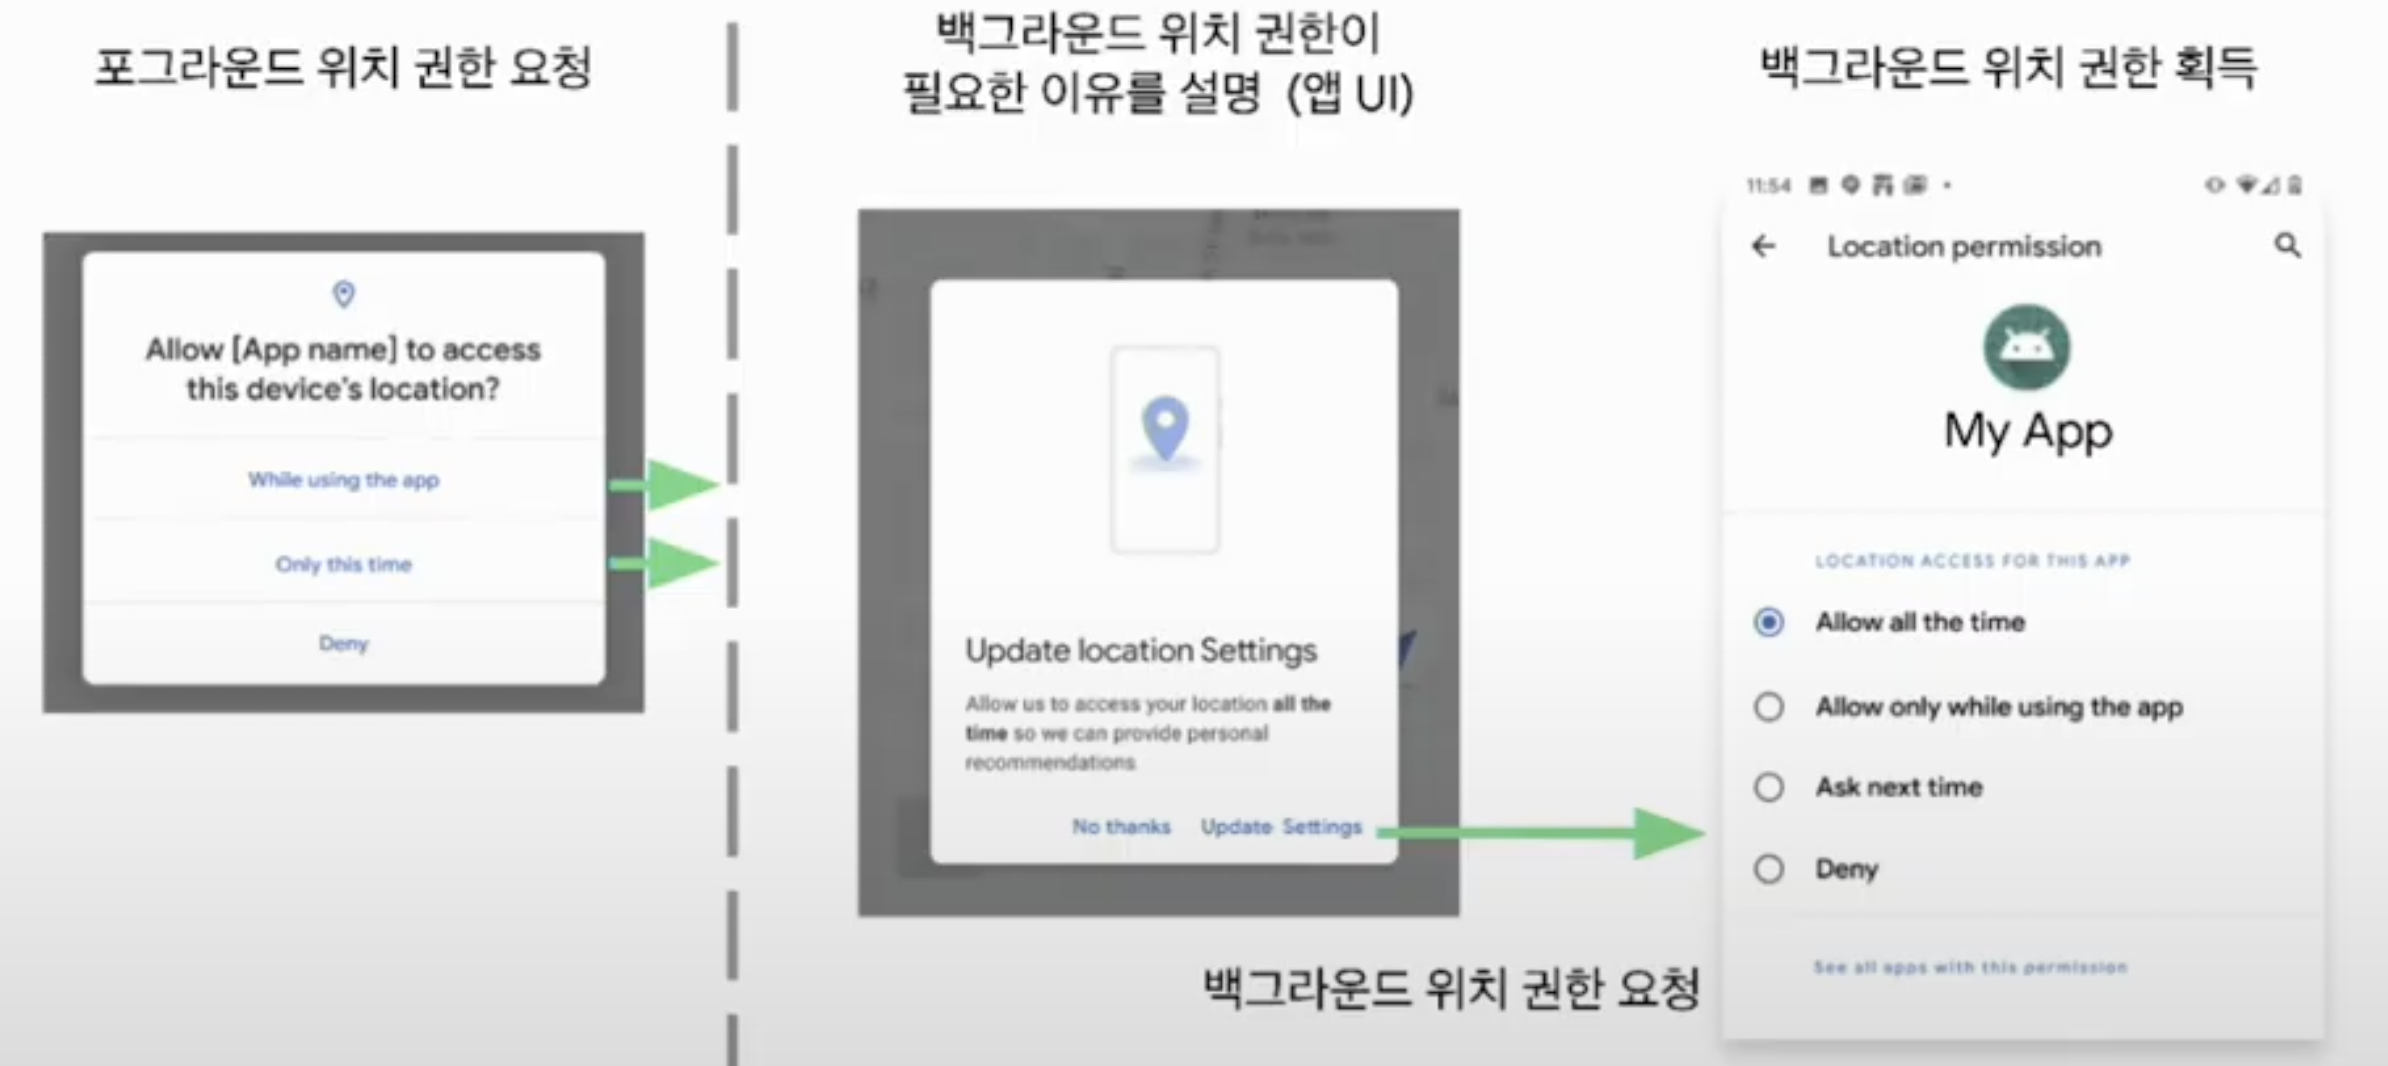 포그라운드 위치 권한 요청
Allow [App name] to access
this device's location?
While using the app
Only this time
Deny
백그라운드 위치 권한이
필요한 이유를 설명 (앱 UI)
Update location Settings
Allow us to access your location all the
time so we can provide personal
recommendations
No thanks Update Settings
백그라운드 위치 권한 요청
백그라운드 위치 권한 획득
11:54
Location permission
My App
LOCATION ACCESS FOR THIS APP
Allow all the time
Allow only while using the app
Ask next time
Deny
See all apps with this permission